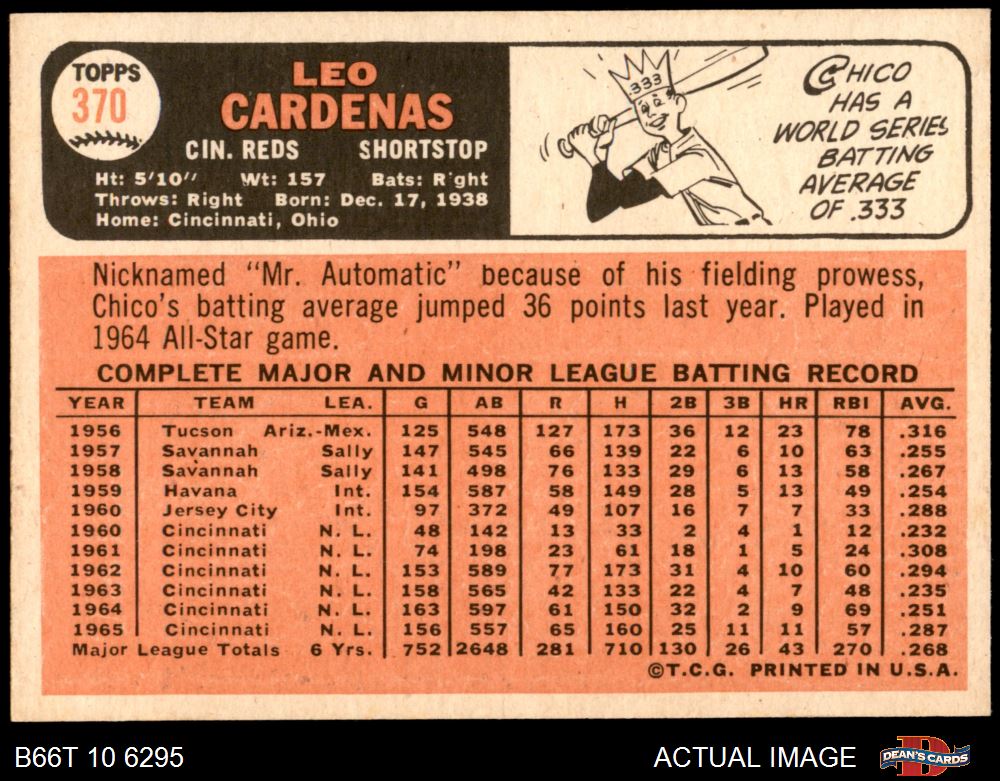 TOPPS
370
LEO
CARDENAS
CIN. REDS SHORTSTOP
Ht: 5'10" Wt: 157 Bats: R ght
Throws: Right Born: Dec. 17, 1938
Home: Cincinnati, Ohio
.333
CHICO
HAS A
WORLD SERIES
BATTING
AVERAGE
OF .333
Nicknamed "Mr. Automatic" because of his fielding prowess,
Chico's batting average jumped 36 points last year. Played in
1964 All-Star game.
COMPLETE MAJOR AND MINOR LEAGUE BATTING RECORD
YEAR TEAM LEA. G AB R H 2B 3B HR RBI AVG.
1956 Tucson Ariz.-Mex. 125 548 127 173 36 12 23 78 .316
1957 Savannah Sally 147 545 66 139 22 6 10 63 .255
1958 Savannah Sally 141 498 76 133 29 6 13 58 .267
1959 Havana Int. 154 587 58 149 28 5 13 49 .254
1960 Jersey City Int. 97 372 49 107 16 7 7 33 .288
1960 Cincinnati N. L. 48 142 13 33 2 4 1 12 .232
1961 Cincinnati N. L. 74 198 23 61 18 1 5 24 .308
1962 Cincinnati N. L. 153 589 77 173 31 4 10 60 .294
1963 Cincinnati N. L. 158 565 42 133 22 4 7 48 .235
1964 Cincinnati N. L. 163 597 61 150 32 2 9 69 .251
1965 Cincinnati N. L. 156 557 65 160 25 11 11 57 .287
Major League Totals 6 Yrs. 752 2648 281 710 130 26 43 270 .268
©T.C.G. PRINTED IN U.S.A.
B66T 10 6295 ACTUAL IMAGE DEAN'S CARDS